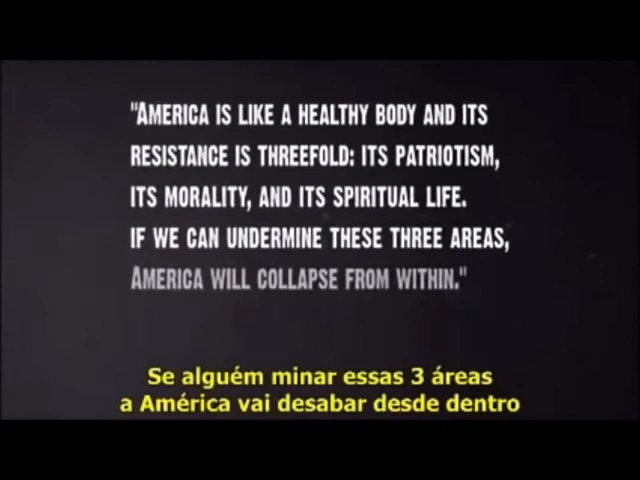 "AMERICA IS LIKE A HEALTHY BODY AND ITS
RESISTANCE IS THREEFOLD: ITS PATRIOTISM,
ITS MORALITY, AND ITS SPIRITUAL LIFE.
IF WE CAN UNDERMINE THESE THREE AREAS,
AMERICA WILL COLLAPSE FROM WITHIN."
Se alguém minar essas 3 áreas
a América vai desabar desde dentro